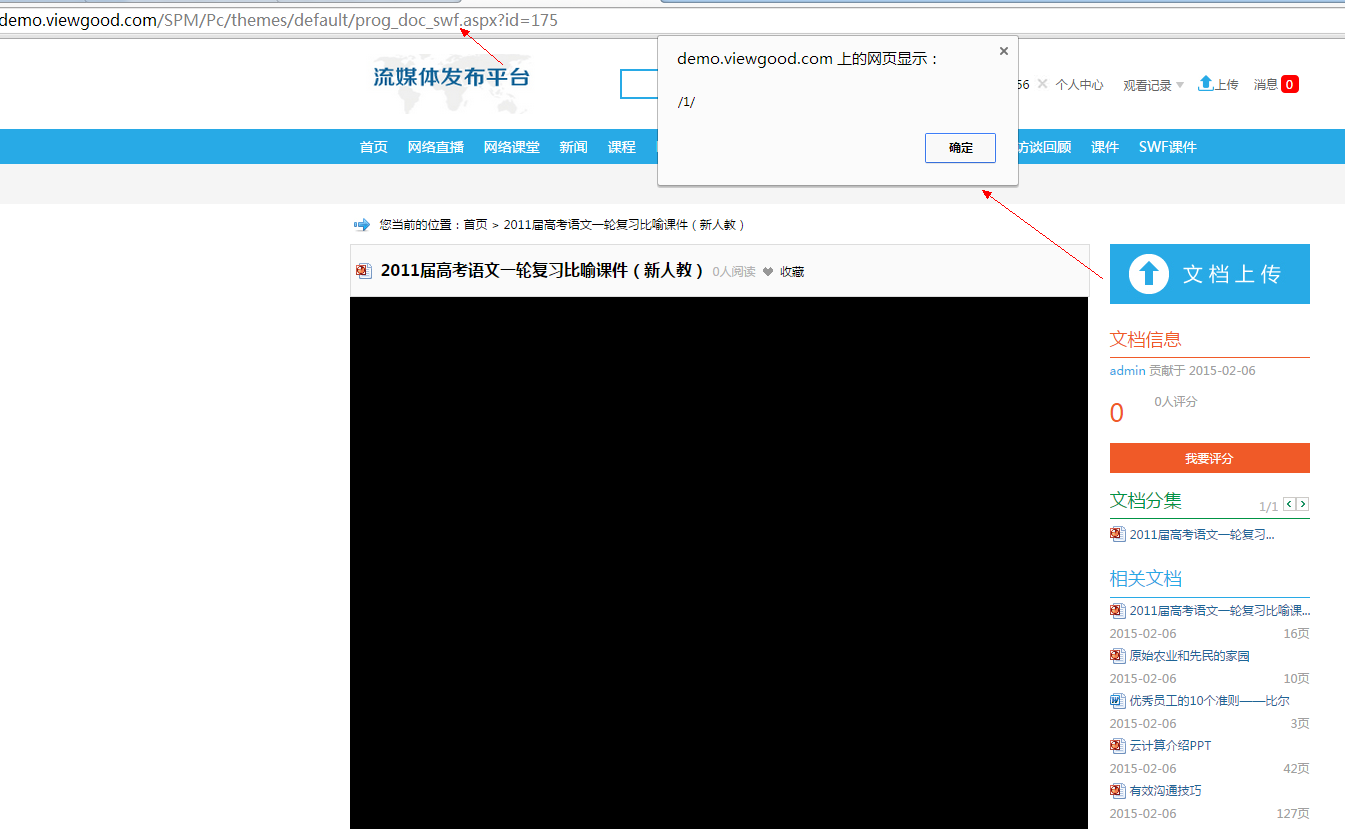 demo.viewgood.com/SPM/Pc/themes/default/prog_doc_swf.aspx?id=175
demo.viewgood.com 上的网页显示：
/1/
确定
流媒体发布平台
56 个人中心 观看记录 上传 消息 0
首页 网络直播 网络课堂 新闻 课程 访谈回顾 课件 SWF课件
您当前的位置：首页 > 2011届高考语文一轮复习比喻课件（新人教）
2011届高考语文一轮复习比喻课件（新人教） 0人阅读 收藏
文档上传
文档信息
admin 贡献于 2015-02-06
0 0人评分
我要评分
文档分集 1/1
2011届高考语文一轮复习...
相关文档
2011届高考语文一轮复习比喻课...
2015-02-06 16页
原始农业和先民的家园
2015-02-06 10页
优秀员工的10个准则——比尔
2015-02-06 3页
云计算介绍PPT
2015-02-06 42页
有效沟通技巧
2015-02-06 127页